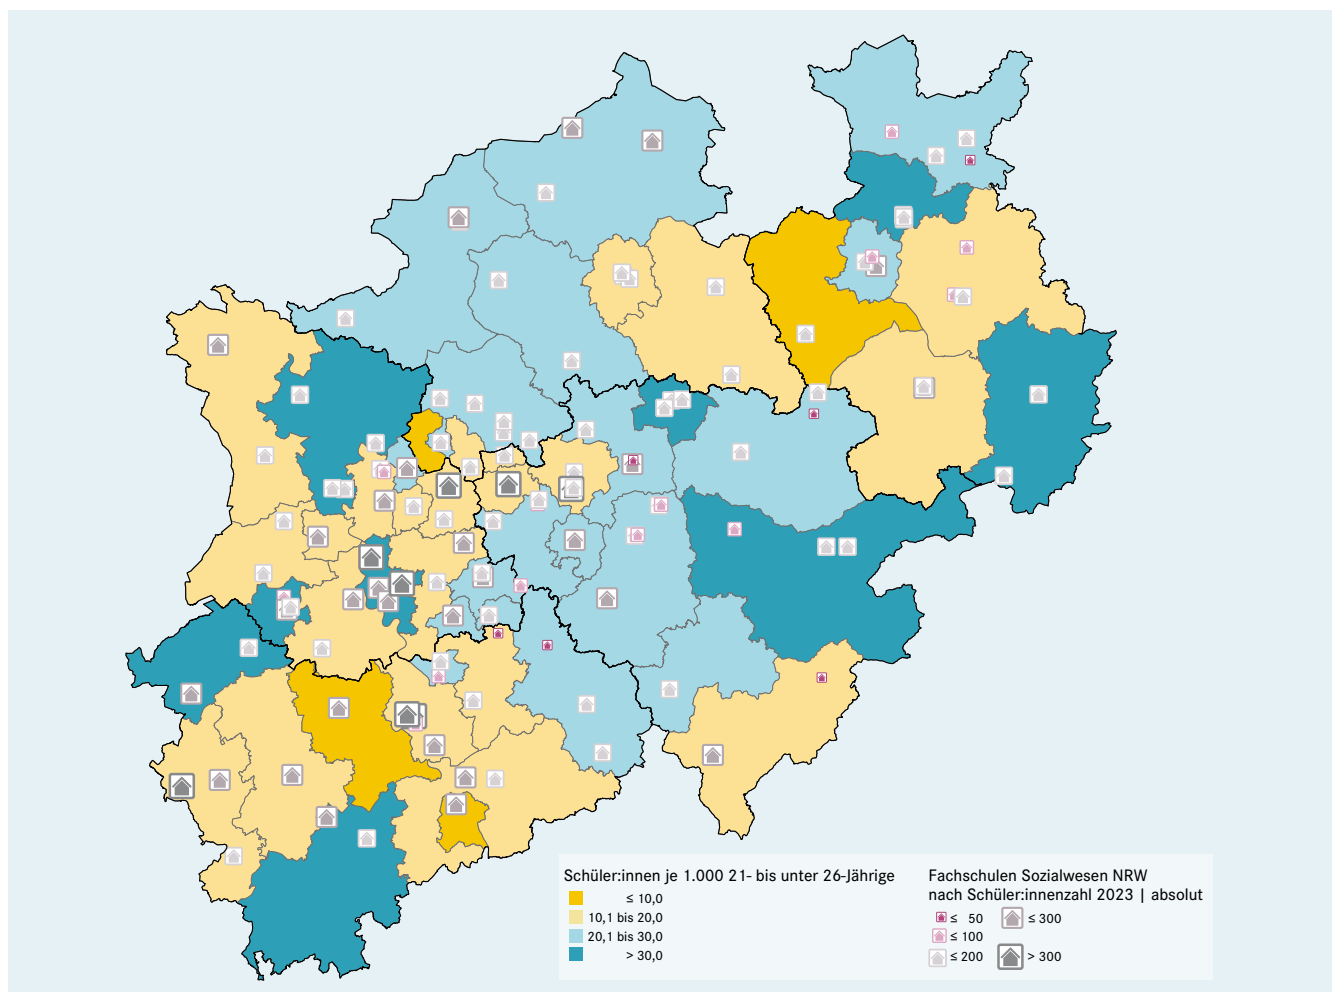 Schüler:innen je 1.000 21- bis unter 26-Jährige
≤ 10,0
10,1 bis 20,0
20,1 bis 30,0
> 30,0
Fachschulen Sozialwesen NRW
nach Schüler:innenzahl 2023 | absolut
≤ 50
≤ 100
≤ 200
≤ 300
> 300